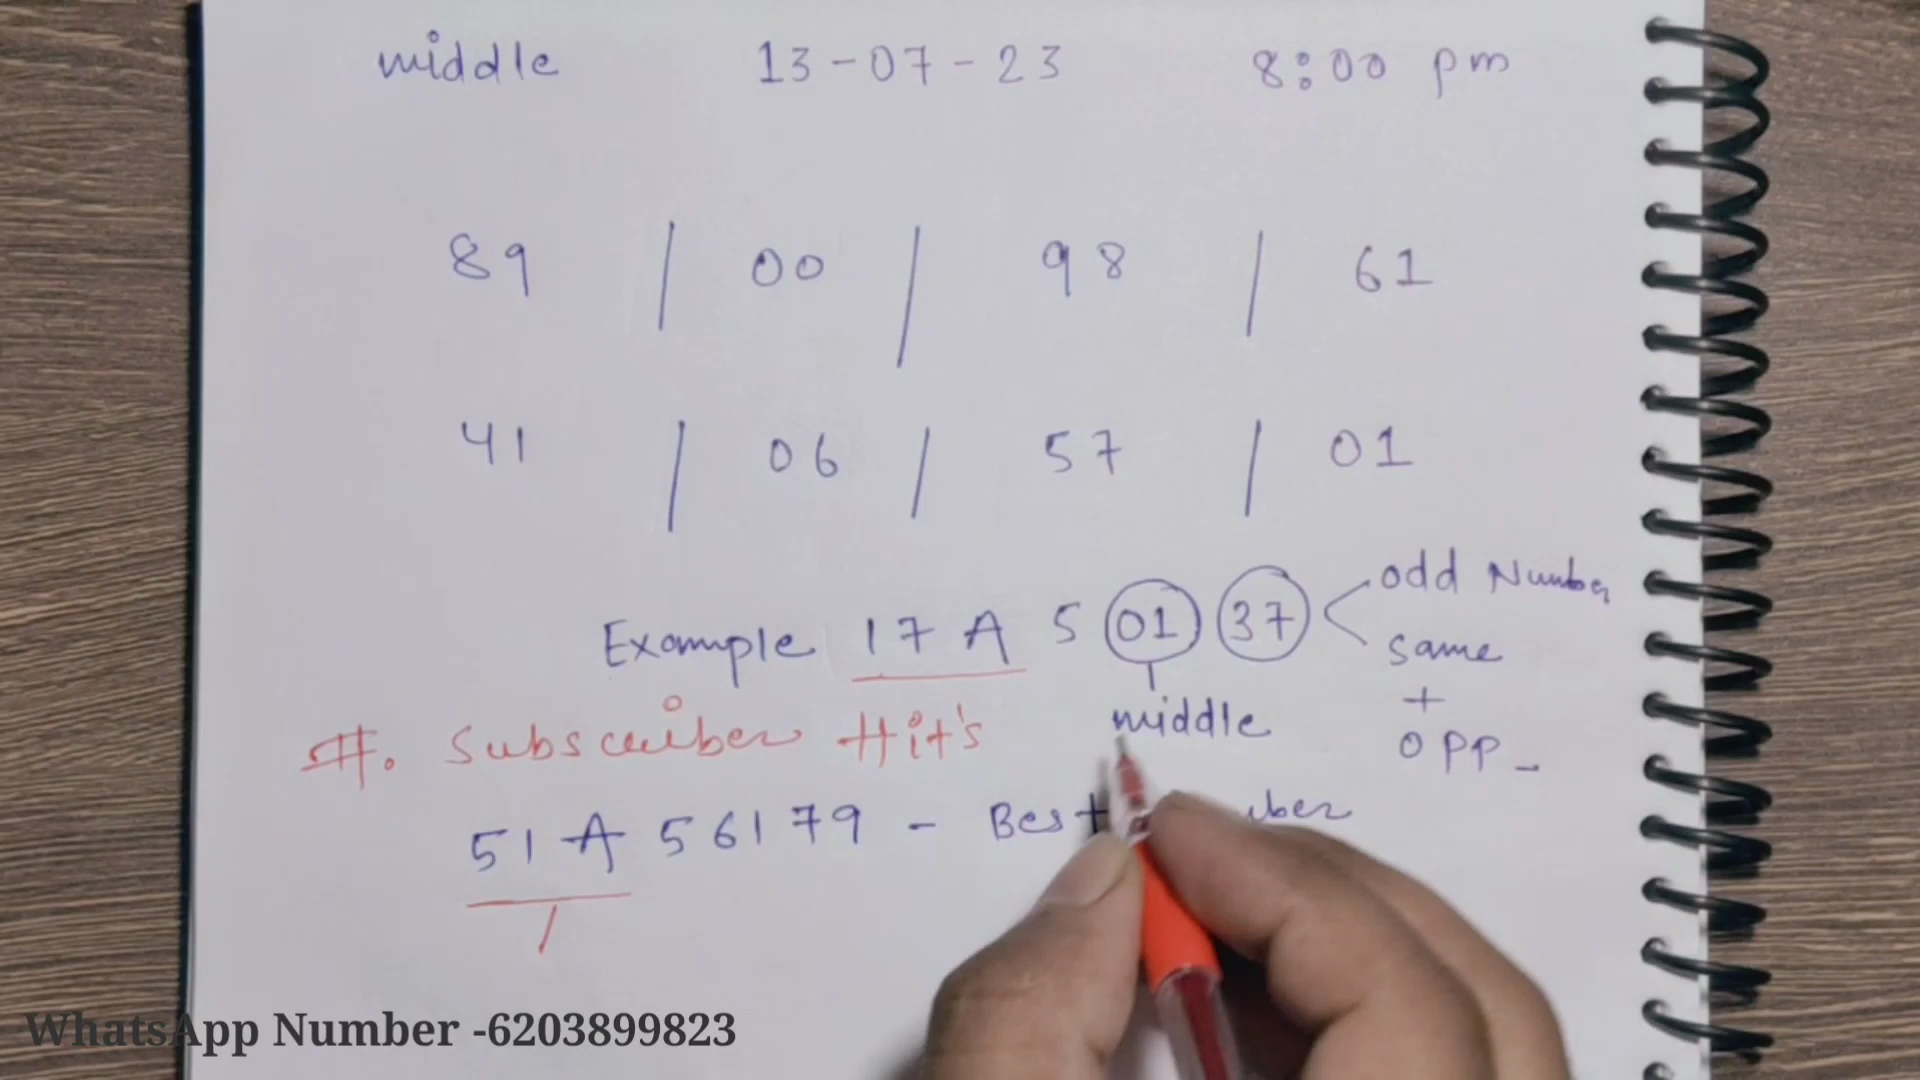 middle 13-07-23 8:00 pm
89 / 00 / 98 / 61
41 / 06 / 57 / 01
Example 17 A 5 01 37 odd Number
same
+
opp-
middle
#. Subscriber Hit's
51 A 56179 - Best
WhatsApp Number -6203899823